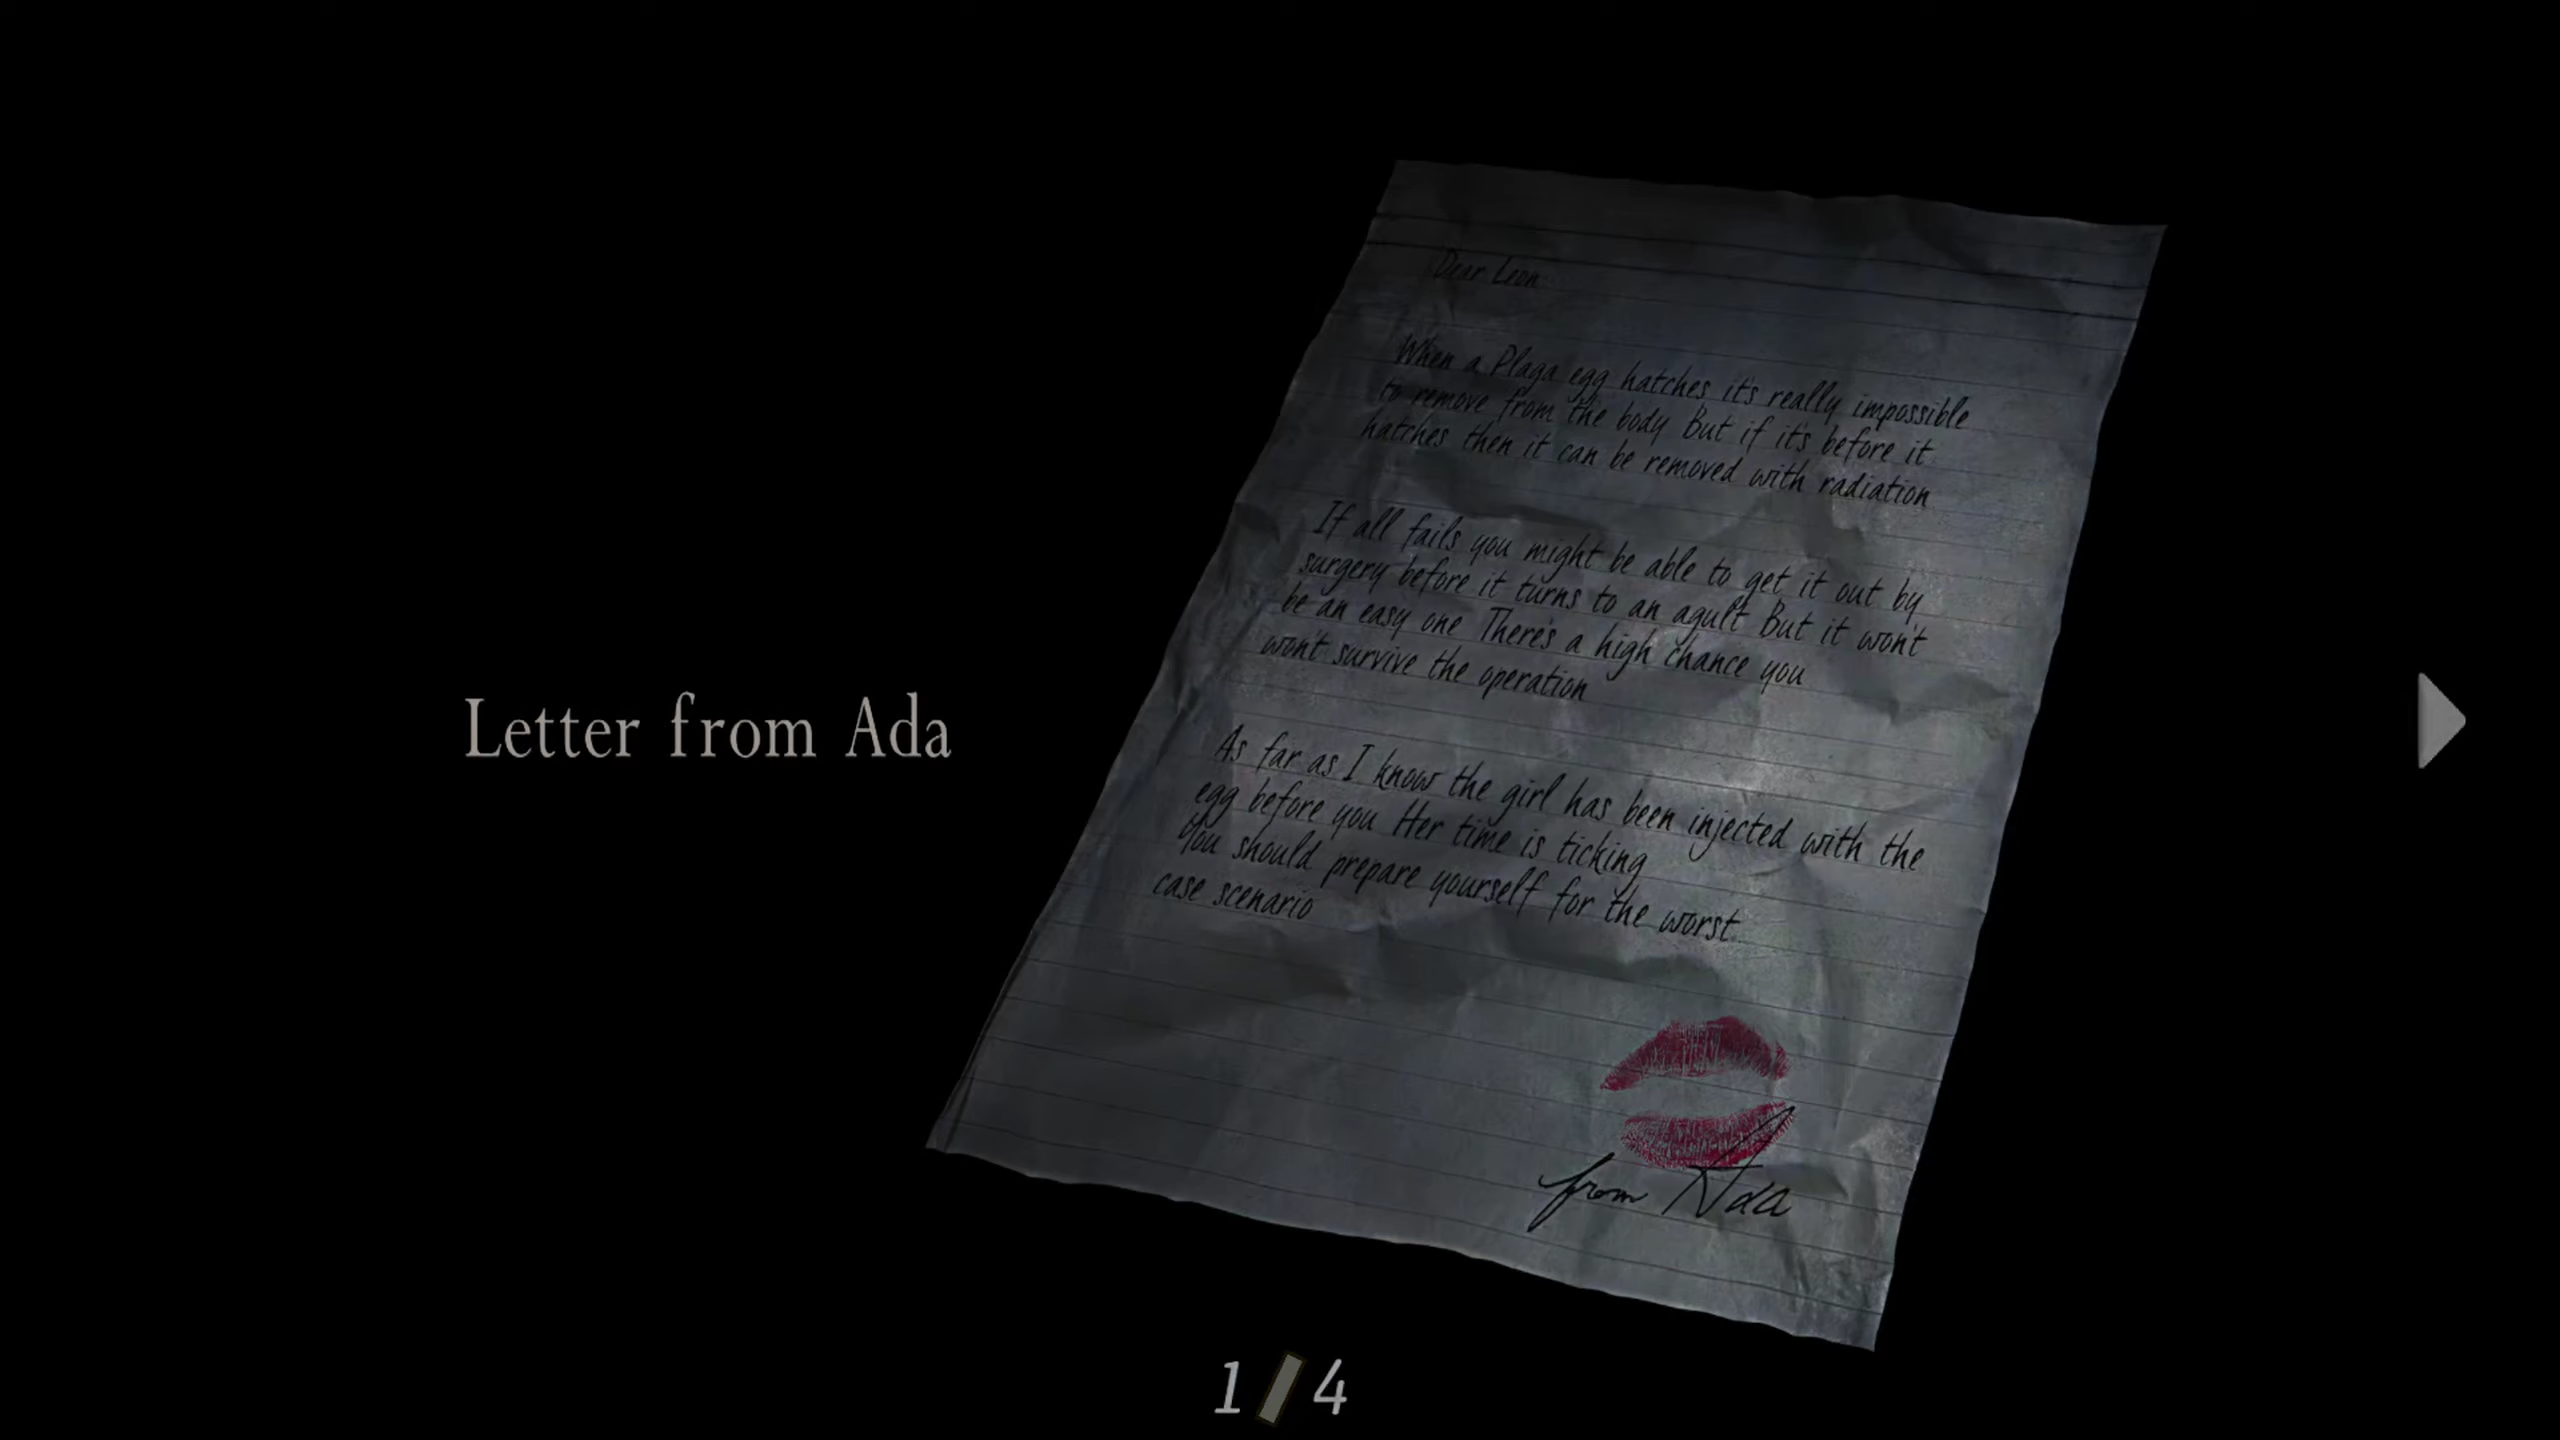 Letter from Ada
Dear Leon
When a Plaga egg hatches it's really impossible
to remove from the body But if it's before it
hatches then it can be removed with radiation
If all fails you might be able to get it out by
surgery before it turns to an agult But it won't
be an easy one There's a high chance you
won't survive the operation
As far as I know the girl has been injected with the
egg before you Her time is ticking
You should prepare yourself for the worst
case scenario
from Ada
1/4